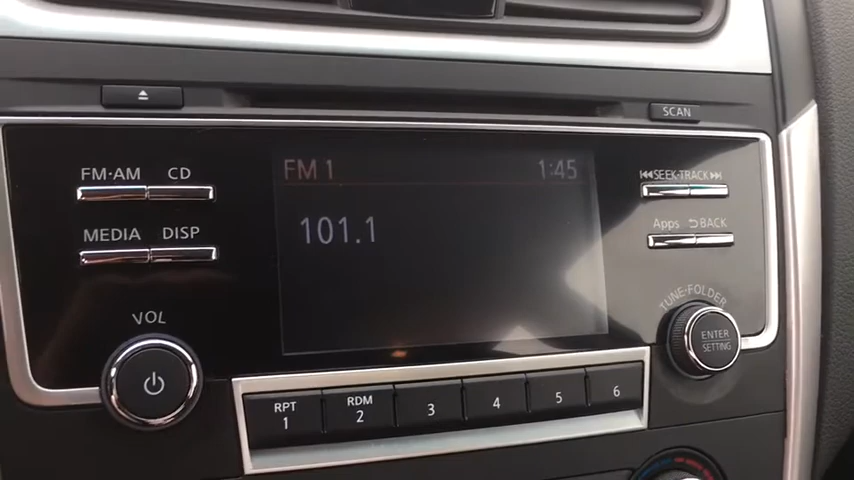 SCAN
FM·AM CD
FM 1 1:45
SEEK·TRACK
MEDIA DISP
101.1
Apps BACK
VOL
TUNE·FOLDER
ENTER
SETTING
RPT
1
RDM
2
3
4
5
6